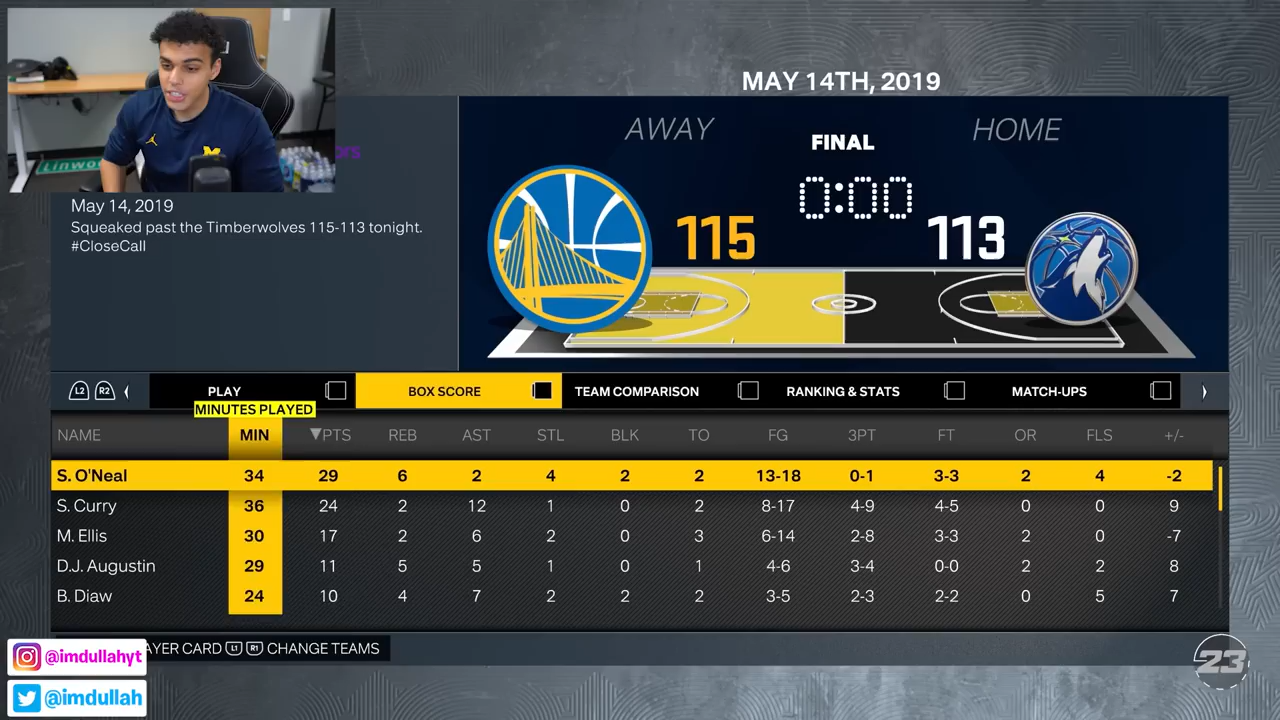 MAY 14TH, 2019
Linwo
ors
May 14, 2019
Squeaked past the Timberwolves 115-113 tonight.
#CloseCall
AWAY
FINAL
HOME
0:00
115
113
L2 R2 PLAY BOX SCORE TEAM COMPARISON RANKING & STATS MATCH-UPS
MINUTES PLAYED
NAME MIN ▼PTS REB AST STL BLK TO FG 3PT FT OR FLS +/-
S. O'Neal 34 29 6 2 4 2 2 13-18 0-1 3-3 2 4 -2
S. Curry 36 24 2 12 1 0 2 8-17 4-9 4-5 0 0 9
M. Ellis 30 17 2 6 2 0 3 6-14 2-8 3-3 2 0 -7
D.J. Augustin 29 11 5 5 1 0 1 4-6 3-4 0-0 2 2 8
B. Diaw 24 10 4 7 2 2 2 3-5 2-3 2-2 0 5 7
AYER CARD L1 R1 CHANGE TEAMS
@imdullahyt
@imdullah
23